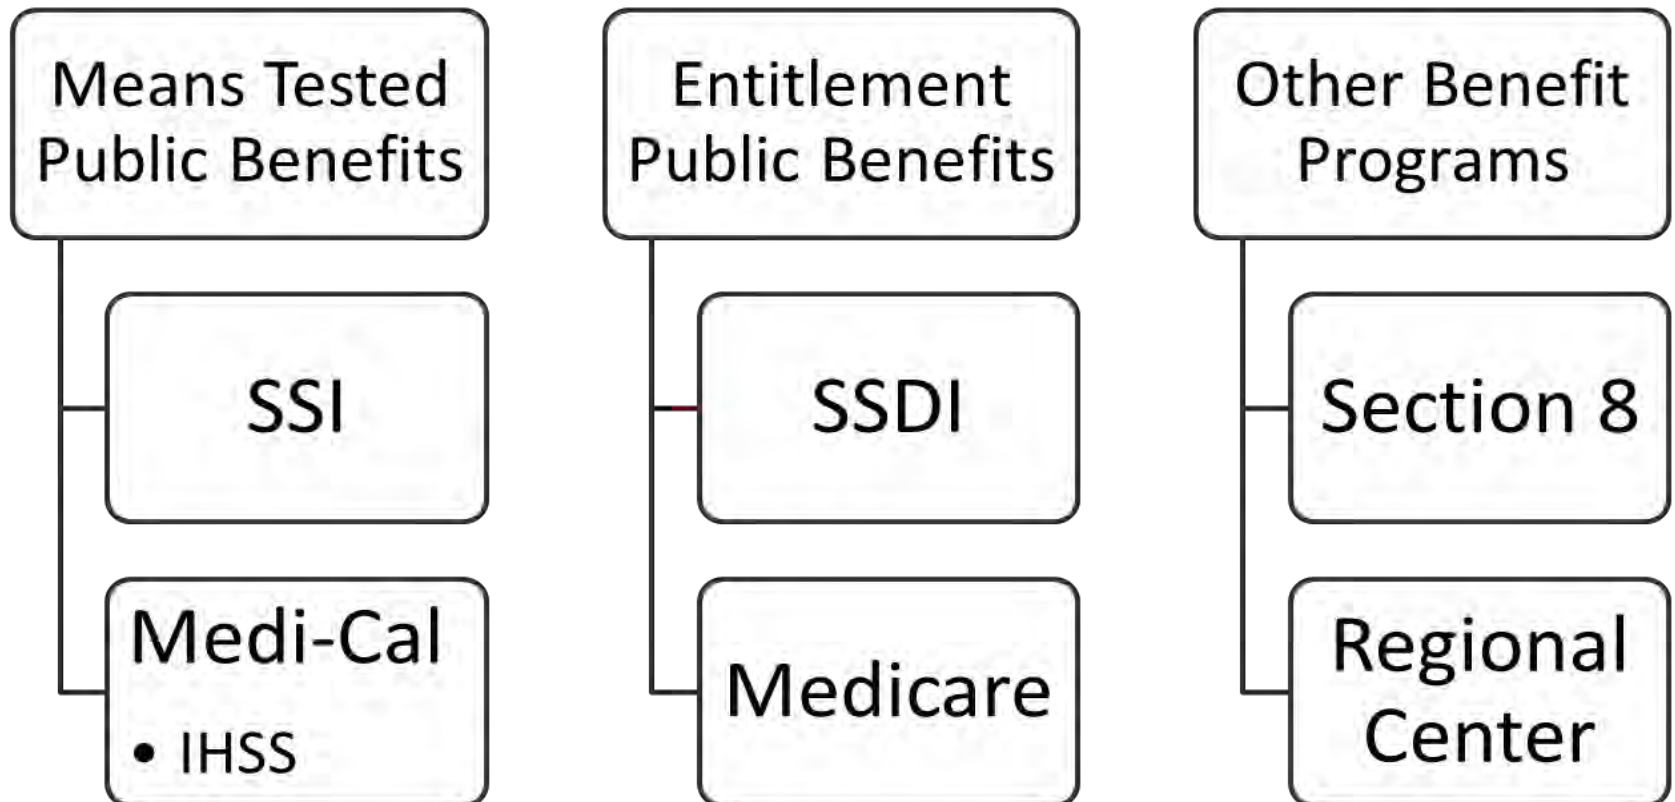 Means Tested
Public Benefits
SSI
Medi-Cal
• IHSS
Entitlement
Public Benefits
SSDI
Medicare
Other Benefit
Programs
Section 8
Regional
Center